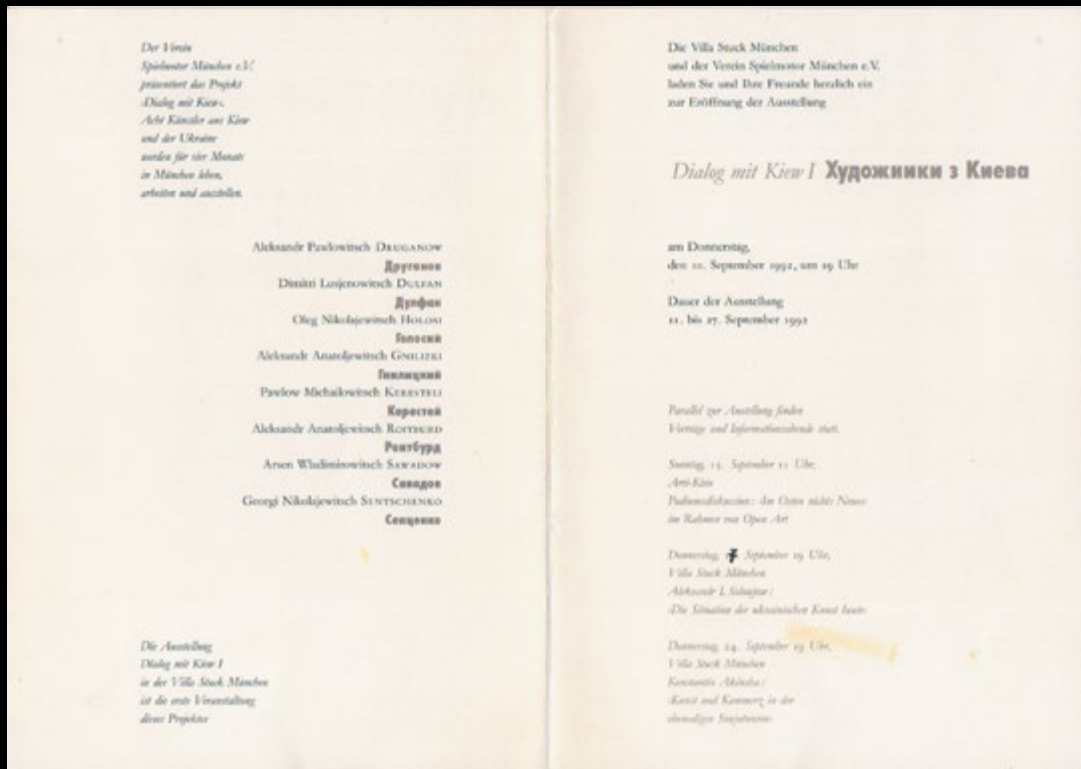 Der Verein
Spielmotor München e.V.
präsentiert das Projekt
›Dialog mit Kiew‹.
Acht Künstler aus Kiew
und der Ukraine
werden für vier Monate
in München leben,
arbeiten und ausstellen.
Aleksandr Pawlowitsch DRUGANOW
Друганов
Dimitri Lusjenowitsch DULFAN
Дульфан
Oleg Nikolajewitsch HOLOSI
Голосий
Aleksandr Anatoljewitsch GNILIZKI
Гнилицкий
Pawlow Michailowitsch KERESTELI
Aleksandr Anatoljewitsch ROITBURD
Ройтбурд
Arsen Wladimirowitsch SAWADOW
Савадов
Georgi Nikolajewitsch SENTSCHENKO
Сенченко
Die Ausstellung
Dialog mit Kiew I
in der Villa Stuck München
ist die erste Veranstaltung
dieses Projektes
Die Villa Stuck München
und der Verein Spielmotor München e.V.
laden Sie und Ihre Freunde herzlich ein
zur Eröffnung der Ausstellung
Dialog mit Kiew I Художники з Києва
am Donnerstag,
den 10. September 1992, um 19 Uhr
Dauer der Ausstellung
11. bis 27. September 1992
Parallel zur Ausstellung finden
Vorträge und Informationsabende statt.
Sonntag, 13. September 11 Uhr,
Podiumsdiskussion: ›Im Osten nichts Neues‹
im Rahmen von Open Art
Donnerstag, September 19 Uhr,
Villa Stuck München
Aleksandr I.
›Die Situation der ukrainischen Kunst heute‹
Donnerstag, 24. September 19 Uhr,
Villa Stuck München
Konstantin Akinsha:
›Kunst und Kommerz in der
ehemaligen Sowjetunion‹